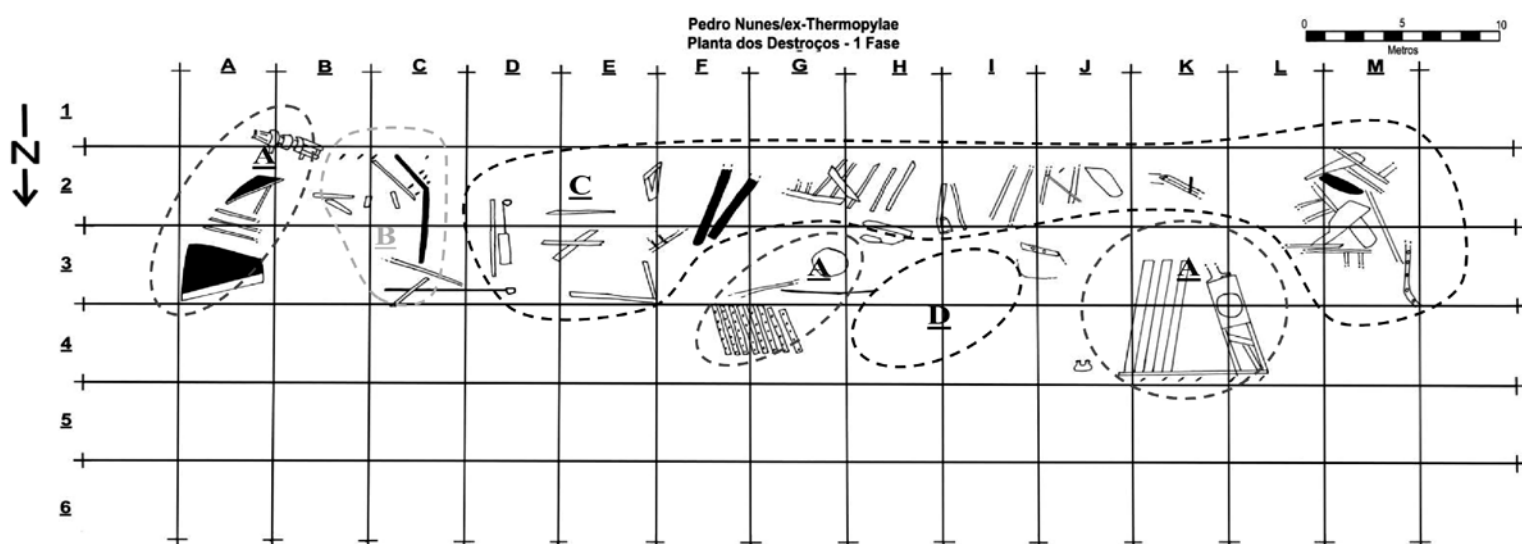 Pedro Nunes/ex-Thermopylae
Planta dos Destroços - 1 Fase
0 5 10
Metros
A B C D E F G H I J K L M
1
2
3
4
5
6
N
A
C
B
A
A
D